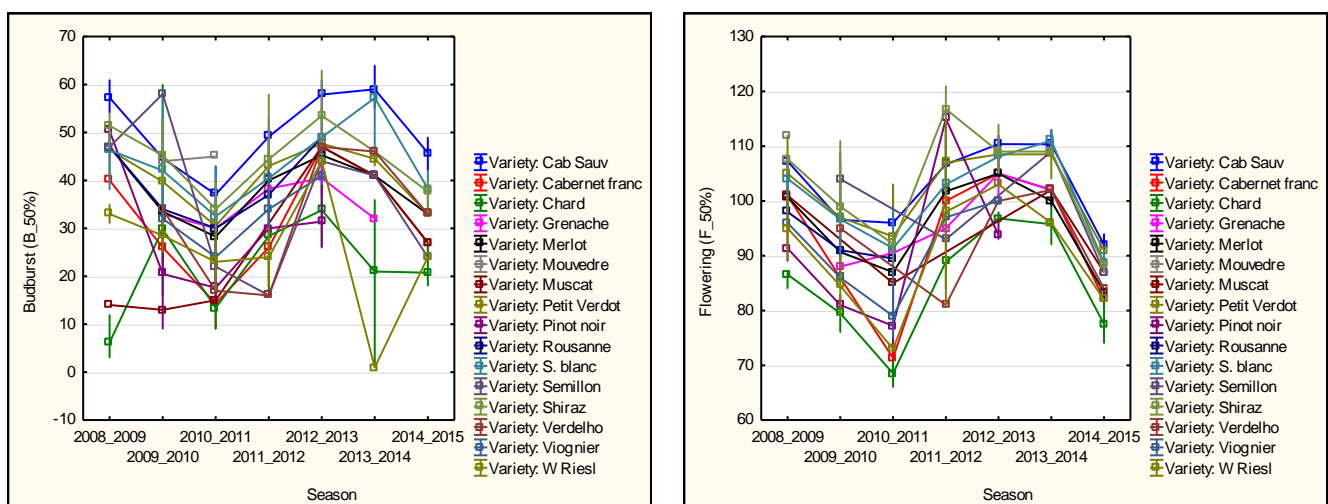 70
60
50
40
30
20
10
0
-10
Budburst (B_50%)
2008_2009
2010_2011
2012_2013
2014_2015
2009_2010
2011_2012
2013_2014
Season
Variety: Cab Sauv
Variety: Cabernet franc
Variety: Chard
Variety: Grenache
Variety: Merlot
Variety: Mouvedre
Variety: Muscat
Variety: Petit Verdot
Variety: Pinot noir
Variety: Rousanne
Variety: S. blanc
Variety: Semillon
Variety: Shiraz
Variety: Verdelho
Variety: Viognier
Variety: W Riesl
130
120
110
100
90
80
70
60
Flowering (F_50%)
2008_2009
2010_2011
2012_2013
2014_2015
2009_2010
2011_2012
2013_2014
Season
Variety: Cab Sauv
Variety: Cabernet franc
Variety: Chard
Variety: Grenache
Variety: Merlot
Variety: Mouvedre
Variety: Muscat
Variety: Petit Verdot
Variety: Pinot noir
Variety: Rousanne
Variety: S. blanc
Variety: Semillon
Variety: Shiraz
Variety: Verdelho
Variety: Viognier
Variety: W Riesl